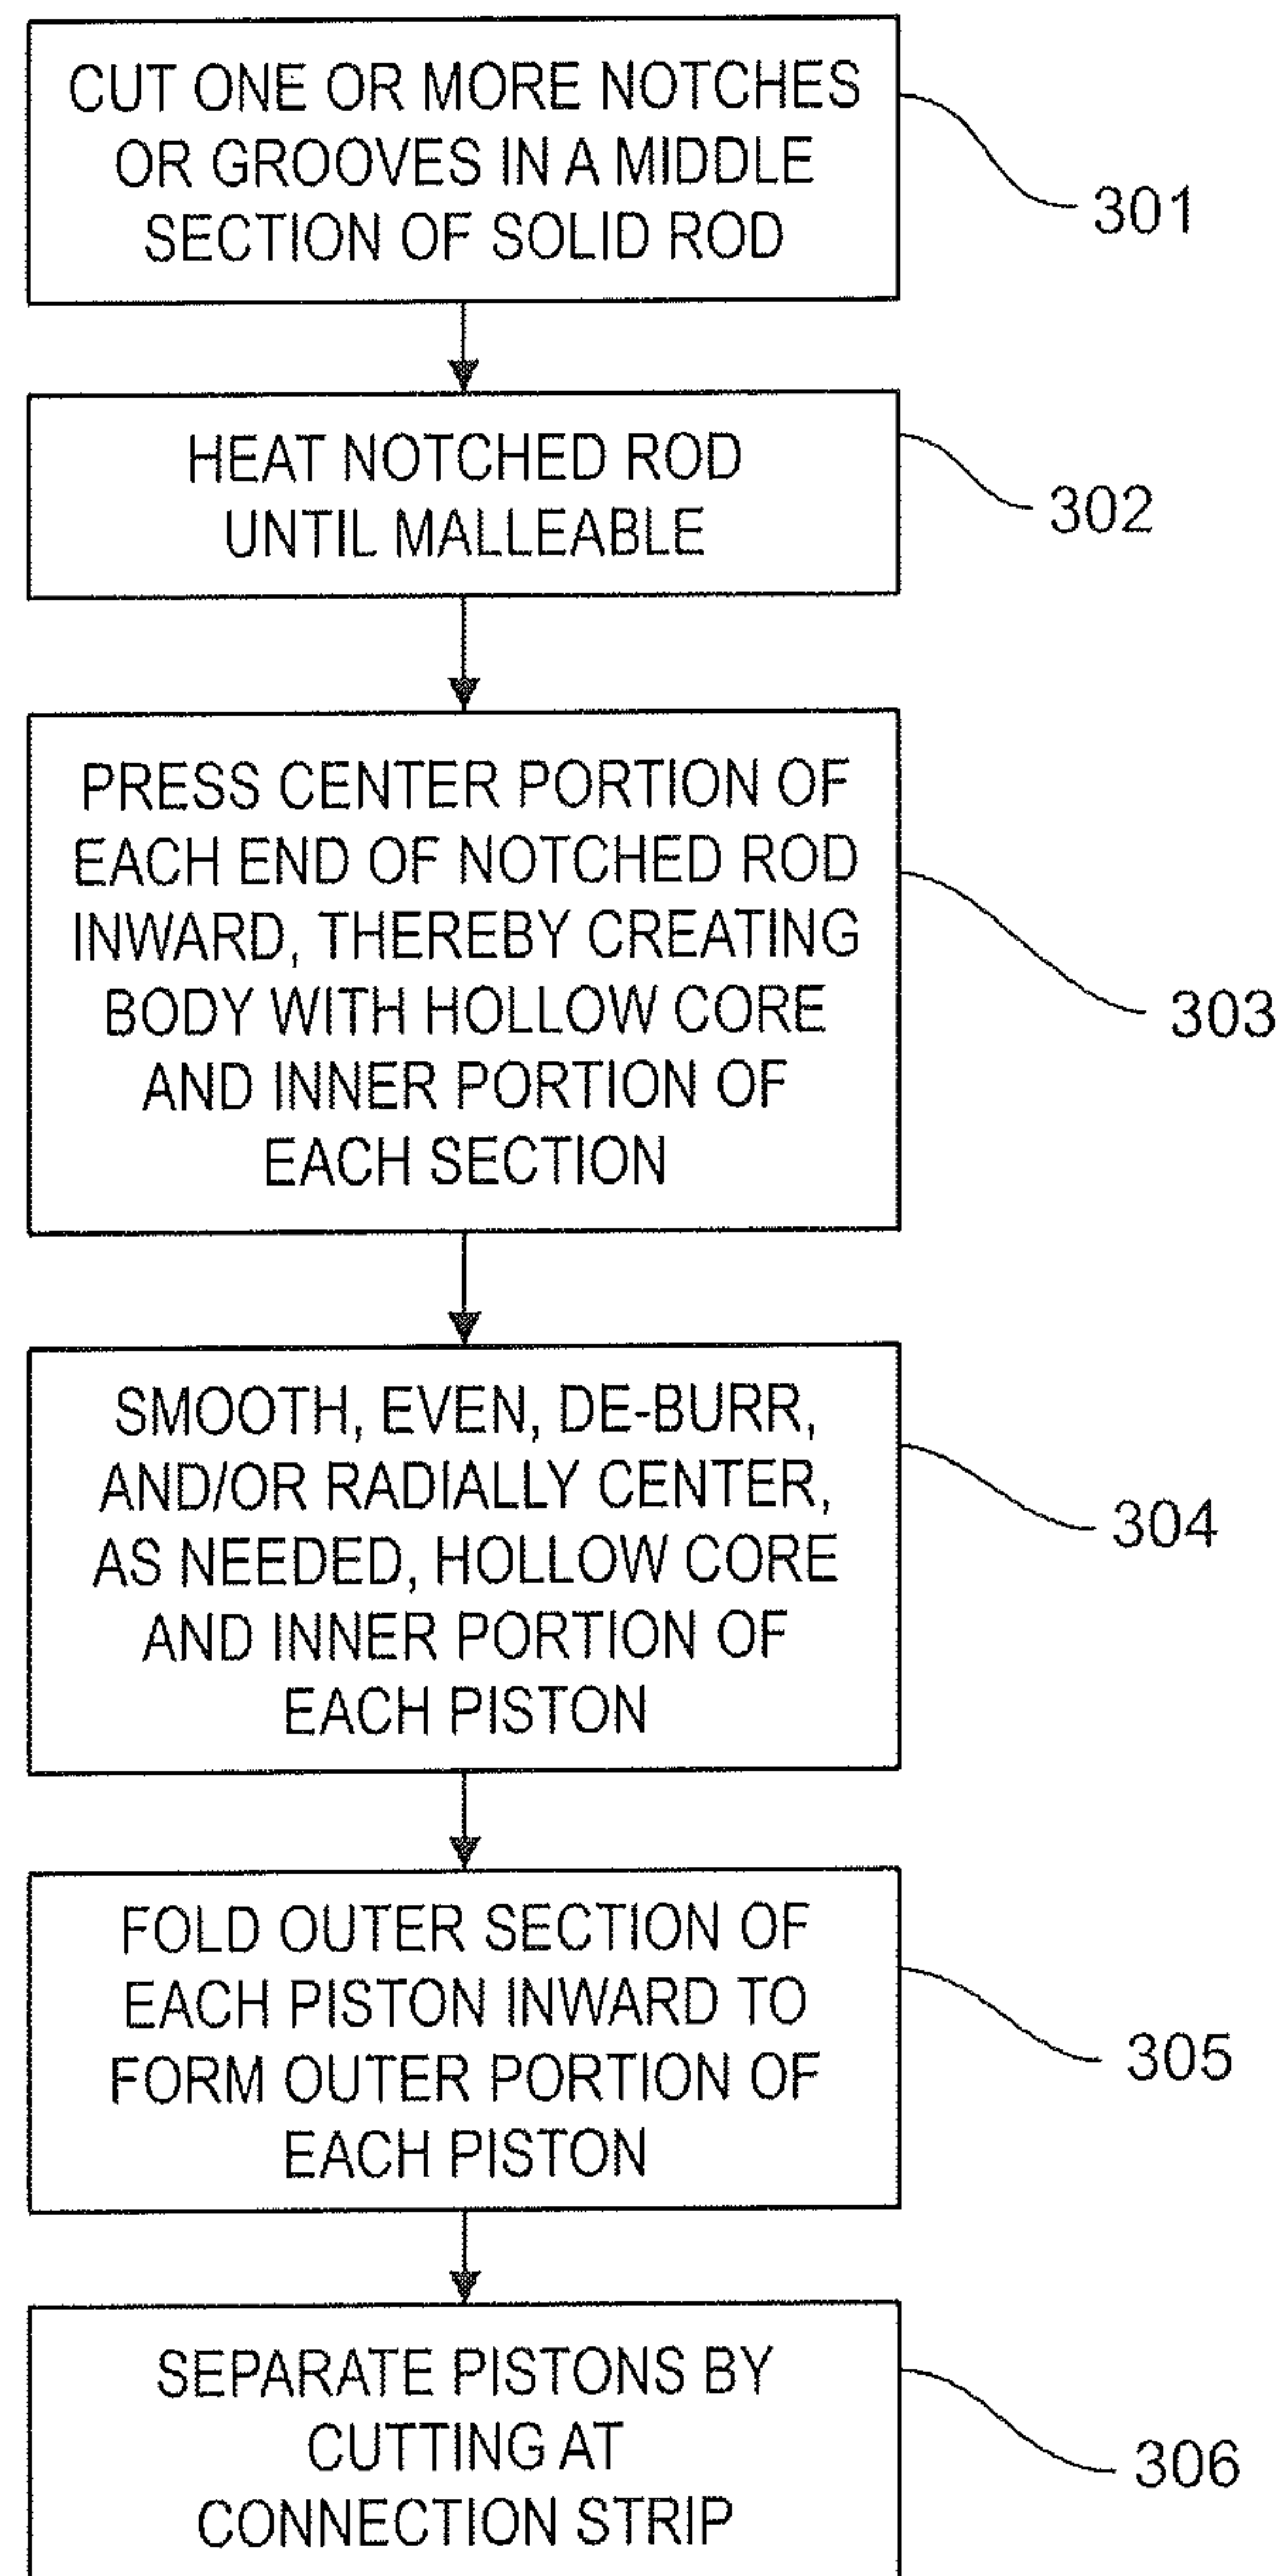 CUT ONE OR MORE NOTCHES
OR GROOVES IN A MIDDLE
SECTION OF SOLID ROD
301
HEAT NOTCHED ROD
UNTIL MALLEABLE
302
PRESS CENTER PORTION OF
EACH END OF NOTCHED ROD
INWARD, THEREBY CREATING
BODY WITH HOLLOW CORE
AND INNER PORTION OF
EACH SECTION
303
SMOOTH, EVEN, DE-BURR,
AND/OR RADIALLY CENTER,
AS NEEDED, HOLLOW CORE
AND INNER PORTION OF
EACH PISTON
304
FOLD OUTER SECTION OF
EACH PISTON INWARD TO
FORM OUTER PORTION OF
EACH PISTON
305
SEPARATE PISTONS BY
CUTTING AT
CONNECTION STRIP
306